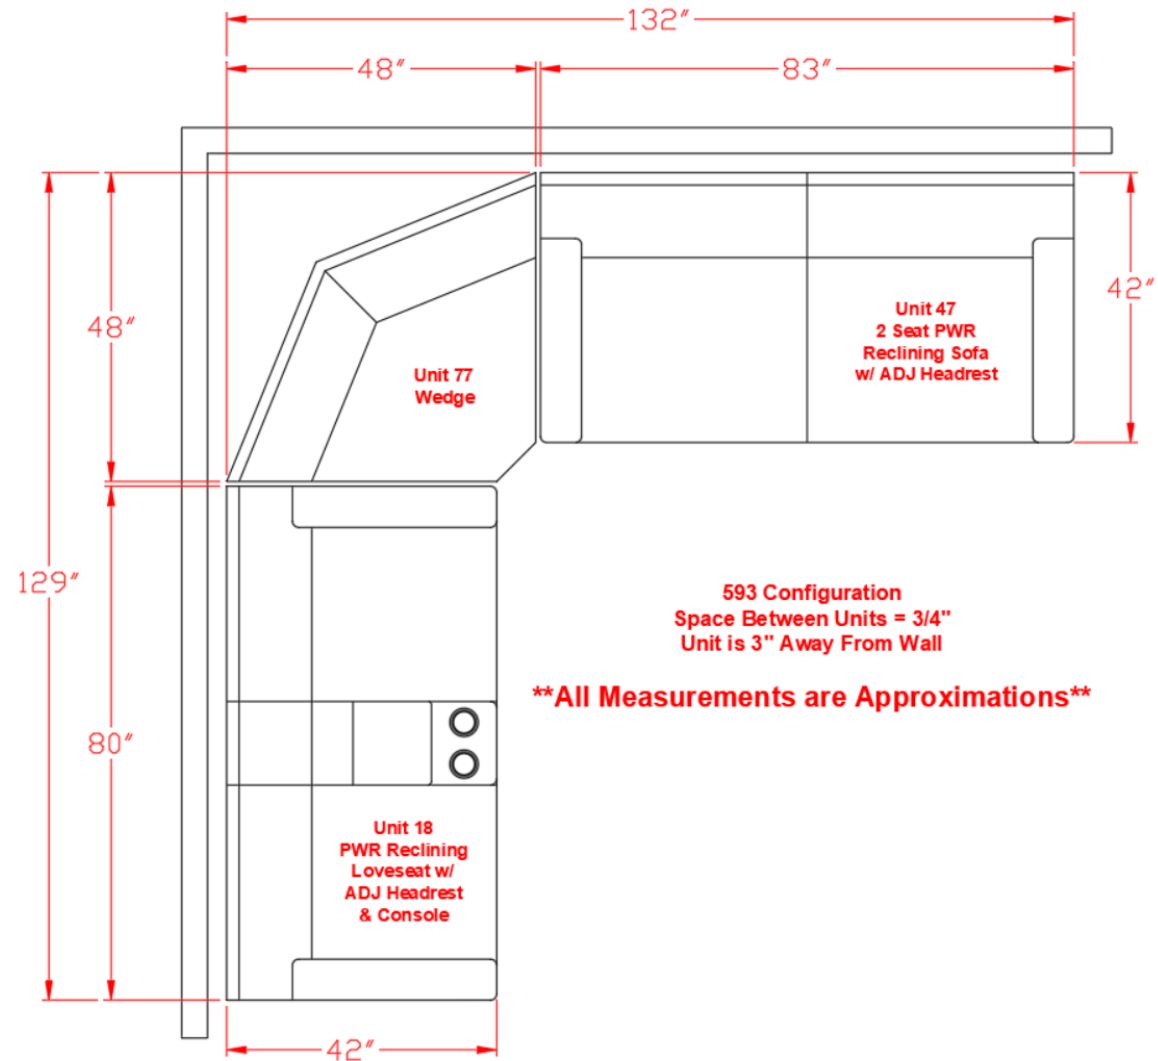 132"
48"
83"
48"
42"
Unit 47
2 Seat PWR
Reclining Sofa
w/ ADJ Headrest
Unit 77
Wedge
129"
593 Configuration
Space Between Units = 3/4"
Unit is 3" Away From Wall
**All Measurements are Approximations**
80"
Unit 18
PWR Reclining
Loveseat w/
ADJ Headrest
& Console
42"